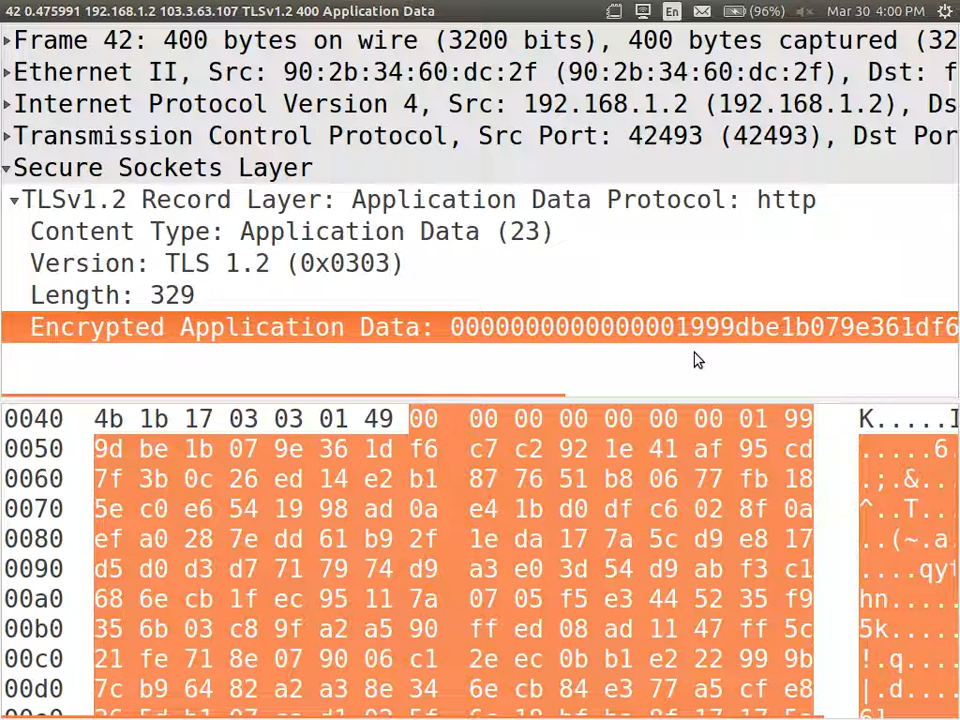 42 0.475991 192.168.1.2 103.3.63.107 TLSv1.2 400 Application Data En (96%) Mar 30 4:00 PM
Frame 42: 400 bytes on wire (3200 bits), 400 bytes captured (32
Ethernet II, Src: 90:2b:34:60:dc:2f (90:2b:34:60:dc:2f), Dst: f
Internet Protocol Version 4, Src: 192.168.1.2 (192.168.1.2), Ds
Transmission Control Protocol, Src Port: 42493 (42493), Dst Por
Secure Sockets Layer
TLSv1.2 Record Layer: Application Data Protocol: http
Content Type: Application Data (23)
Version: TLS 1.2 (0x0303)
Length: 329
Encrypted Application Data: 0000000000000001999dbe1b079e361df6
0040 4b 1b 17 03 03 01 49 00 00 00 00 00 00 00 01 99 K.....I
0050 9d be 1b 07 9e 36 1d f6 c7 c2 92 1e 41 af 95 cd .....6.
0060 7f 3b 0c 26 ed 14 e2 b1 87 76 51 b8 06 77 fb 18 .;.&...
0070 5e c0 e6 54 19 98 ad 0a e4 1b d0 df c6 02 8f 0a ^..T...
0080 ef a0 28 7e dd 61 b9 2f 1e da 17 7a 5c d9 e8 17 ..(~.a.
0090 d5 d0 d3 d7 71 79 74 d9 a3 e0 3d 54 d9 ab f3 c1 ....qyt
00a0 68 6e cb 1f ec 95 11 7a 07 05 f5 e3 44 52 35 f9 hn.....
00b0 35 6b 03 c8 9f a2 a5 90 ff ed 08 ad 11 47 ff 5c 5k.....
00c0 21 fe 71 8e 07 90 06 c1 2e ec 0b b1 e2 22 99 9b !.q....
00d0 7c b9 64 82 a2 a3 8e 34 6e cb 84 e3 77 a5 cf e8 |.d....